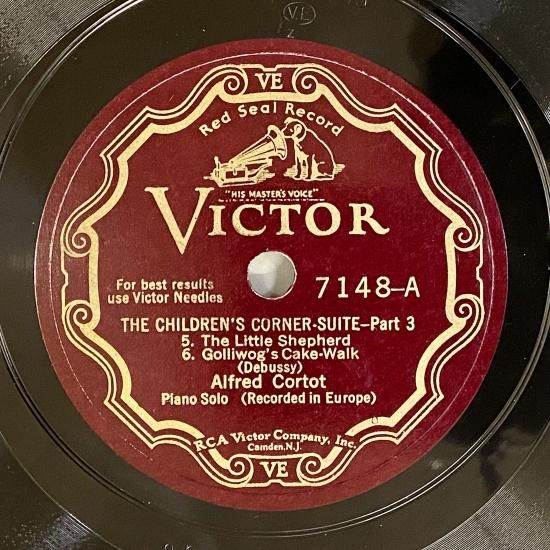 VE
Z
VE
Red Seal Record
"HIS MASTER'S VOICE"
VICTOR
For best results
use Victor Needles
7148-A
THE CHILDREN'S CORNER-SUITE-Part 3
5. The Little Shepherd
6. Golliwog's Cake-Walk
(Debussy)
Alfred Cortot
Piano Solo (Recorded in Europe)
RCA Victor Company, Inc.
Camden, N.J.
VE